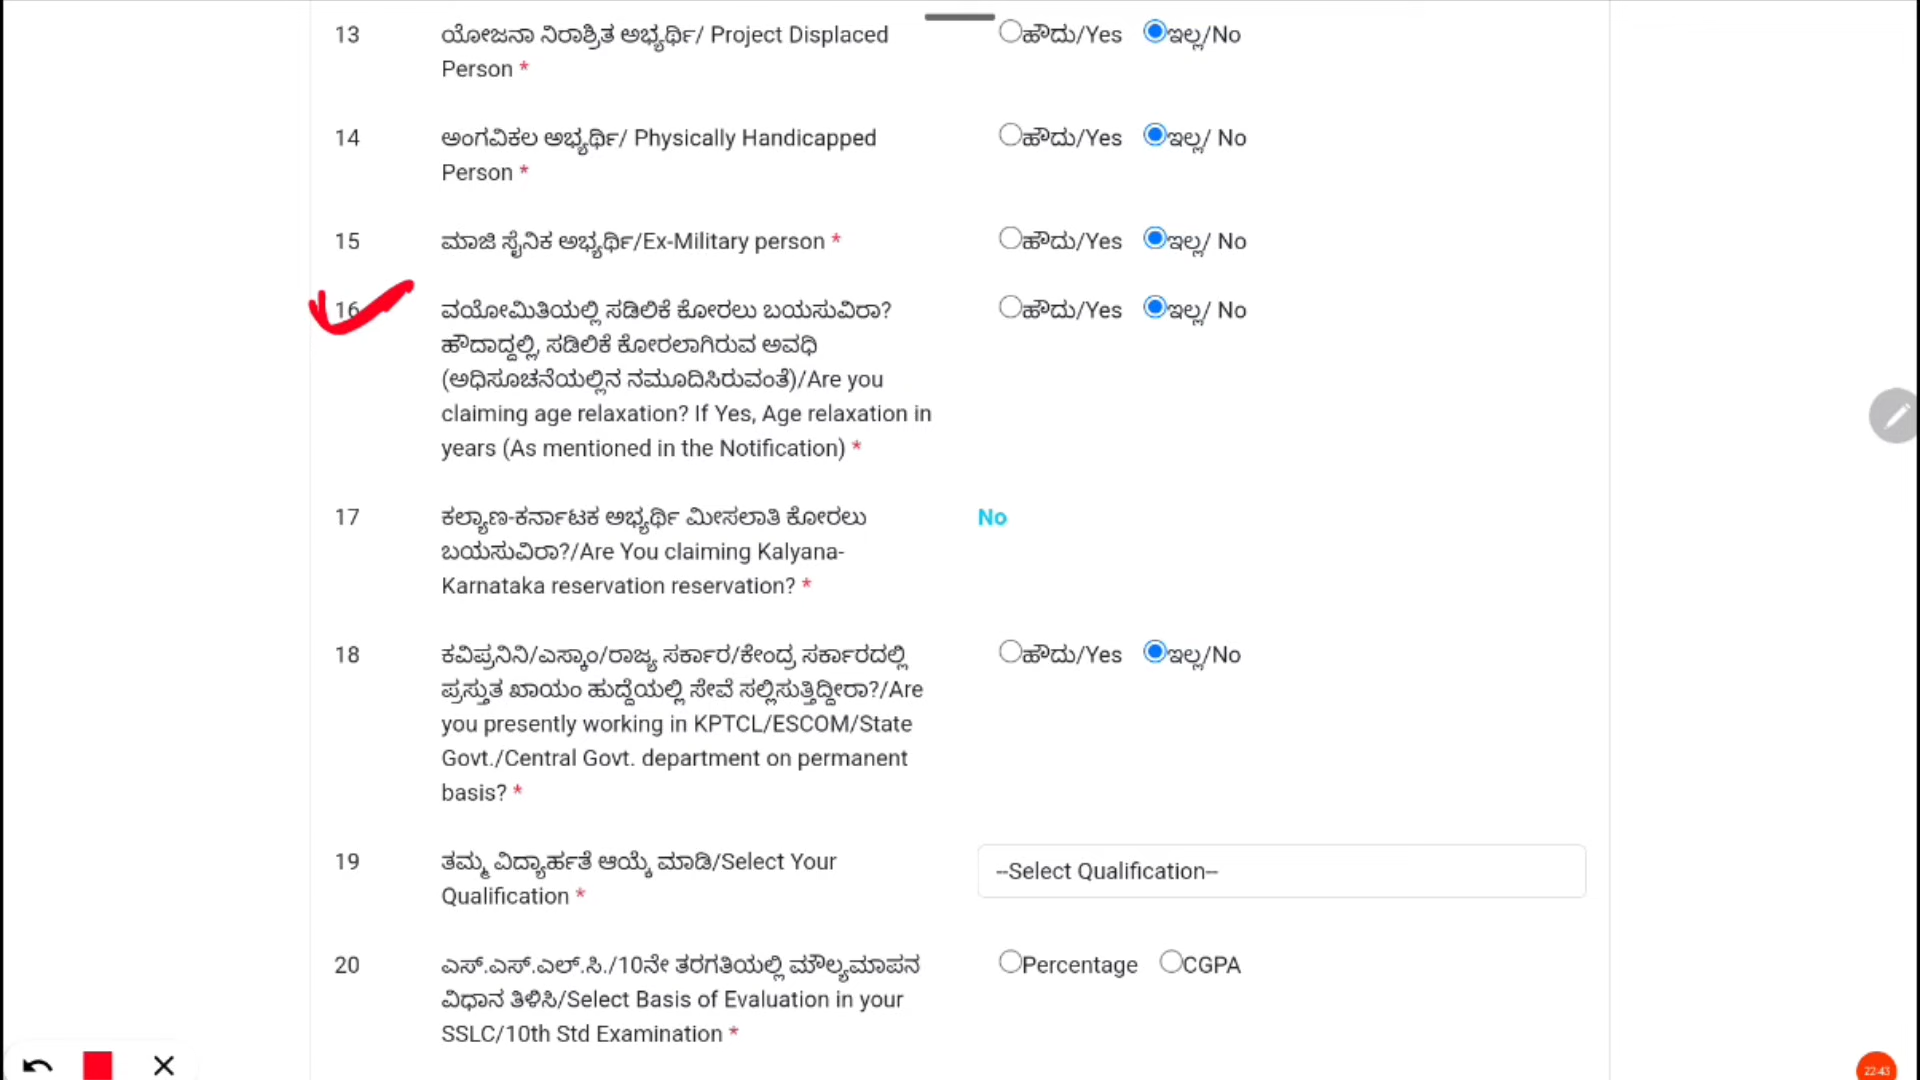 13 ಯೋಜನಾ ನಿರಾಶ್ರಿತ ಅಭ್ಯರ್ಥಿ/ Project Displaced ಹೌದು/Yes ಇಲ್ಲ/No
Person *
14 ಅಂಗವಿಕಲ ಅಭ್ಯರ್ಥಿ/ Physically Handicapped ಹೌದು/Yes ಇಲ್ಲ/ No
Person *
15 ಮಾಜಿ ಸೈನಿಕ ಅಭ್ಯರ್ಥಿ/Ex-Military person * ಹೌದು/Yes ಇಲ್ಲ/ No
16 ವಯೋಮಿತಿಯಲ್ಲಿ ಸಡಿಲಿಕೆ ಕೋರಲು ಬಯಸುವಿರಾ? ಹೌದು/Yes ಇಲ್ಲ/ No
ಹೌದಾದ್ದಲ್ಲಿ, ಸಡಿಲಿಕೆ ಕೋರಲಾಗಿರುವ ಅವಧಿ
(ಅಧಿಸೂಚನೆಯಲ್ಲಿನ ನಮೂದಿಸಿರುವಂತೆ)/Are you
claiming age relaxation? If Yes, Age relaxation in
years (As mentioned in the Notification) *
17 ಕಲ್ಯಾಣ-ಕರ್ನಾಟಕ ಅಭ್ಯರ್ಥಿ ಮೀಸಲಾತಿ ಕೋರಲು No
ಬಯಸುವಿರಾ?/Are You claiming Kalyana-
Karnataka reservation reservation? *
18 ಕವಿಪ್ರನಿನಿ/ಎಸ್ಕಾಂ/ರಾಜ್ಯ ಸರ್ಕಾರ/ಕೇಂದ್ರ ಸರ್ಕಾರದಲ್ಲಿ ಹೌದು/Yes ಇಲ್ಲ/No
ಪ್ರಸ್ತುತ ಖಾಯಂ ಹುದ್ದೆಯಲ್ಲಿ ಸೇವೆ ಸಲ್ಲಿಸುತ್ತಿದ್ದೀರಾ?/Are
you presently working in KPTCL/ESCOM/State
Govt./Central Govt. department on permanent
basis? *
19 ತಮ್ಮ ವಿದ್ಯಾರ್ಹತೆ ಆಯ್ಕೆ ಮಾಡಿ/Select Your --Select Qualification--
Qualification *
20 ಎಸ್.ಎಸ್.ಎಲ್.ಸಿ./10ನೇ ತರಗತಿಯಲ್ಲಿ ಮೌಲ್ಯಮಾಪನ Percentage CGPA
ವಿಧಾನ ತಿಳಿಸಿ/Select Basis of Evaluation in your
SSLC/10th Std Examination *
22:43